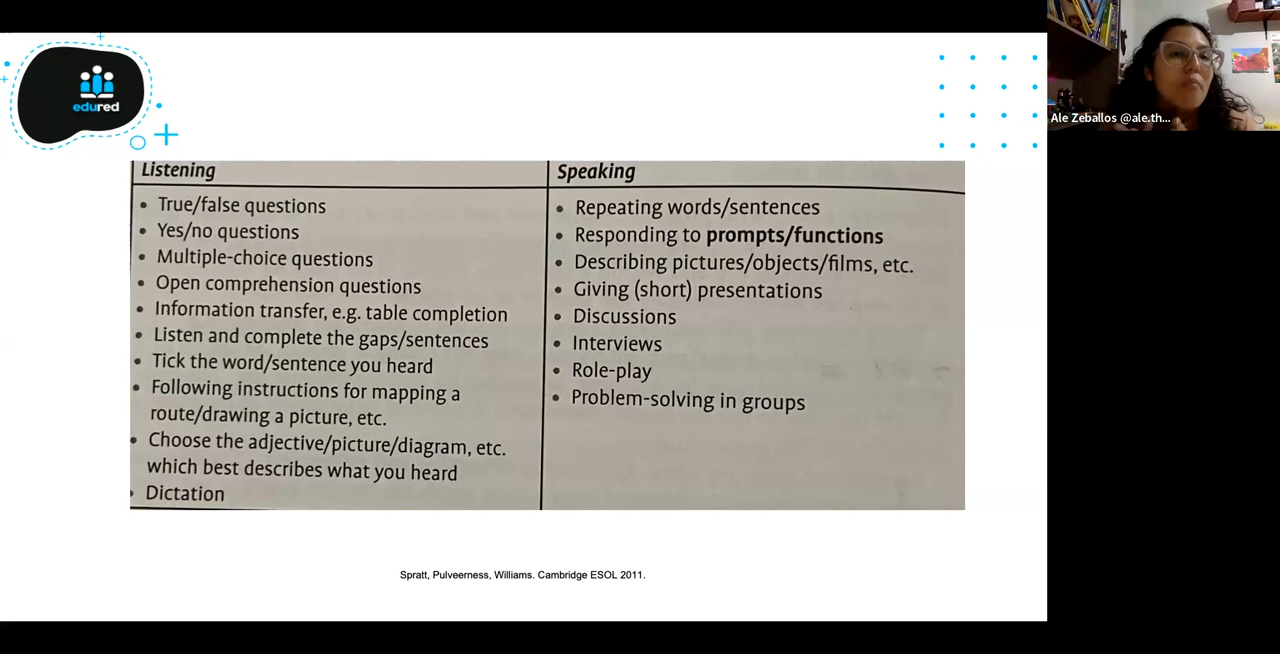 edured
Ale Zeballos @ale.th...
Listening
• True/false questions
• Yes/no questions
• Multiple-choice questions
• Open comprehension questions
• Information transfer, e.g. table completion
• Listen and complete the gaps/sentences
• Tick the word/sentence you heard
• Following instructions for mapping a
route/drawing a picture, etc.
• Choose the adjective/picture/diagram, etc.
which best describes what you heard
• Dictation
Speaking
• Repeating words/sentences
• Responding to prompts/functions
• Describing pictures/objects/films, etc.
• Giving (short) presentations
• Discussions
• Interviews
• Role-play
• Problem-solving in groups
Spratt, Pulveerness, Williams. Cambridge ESOL 2011.